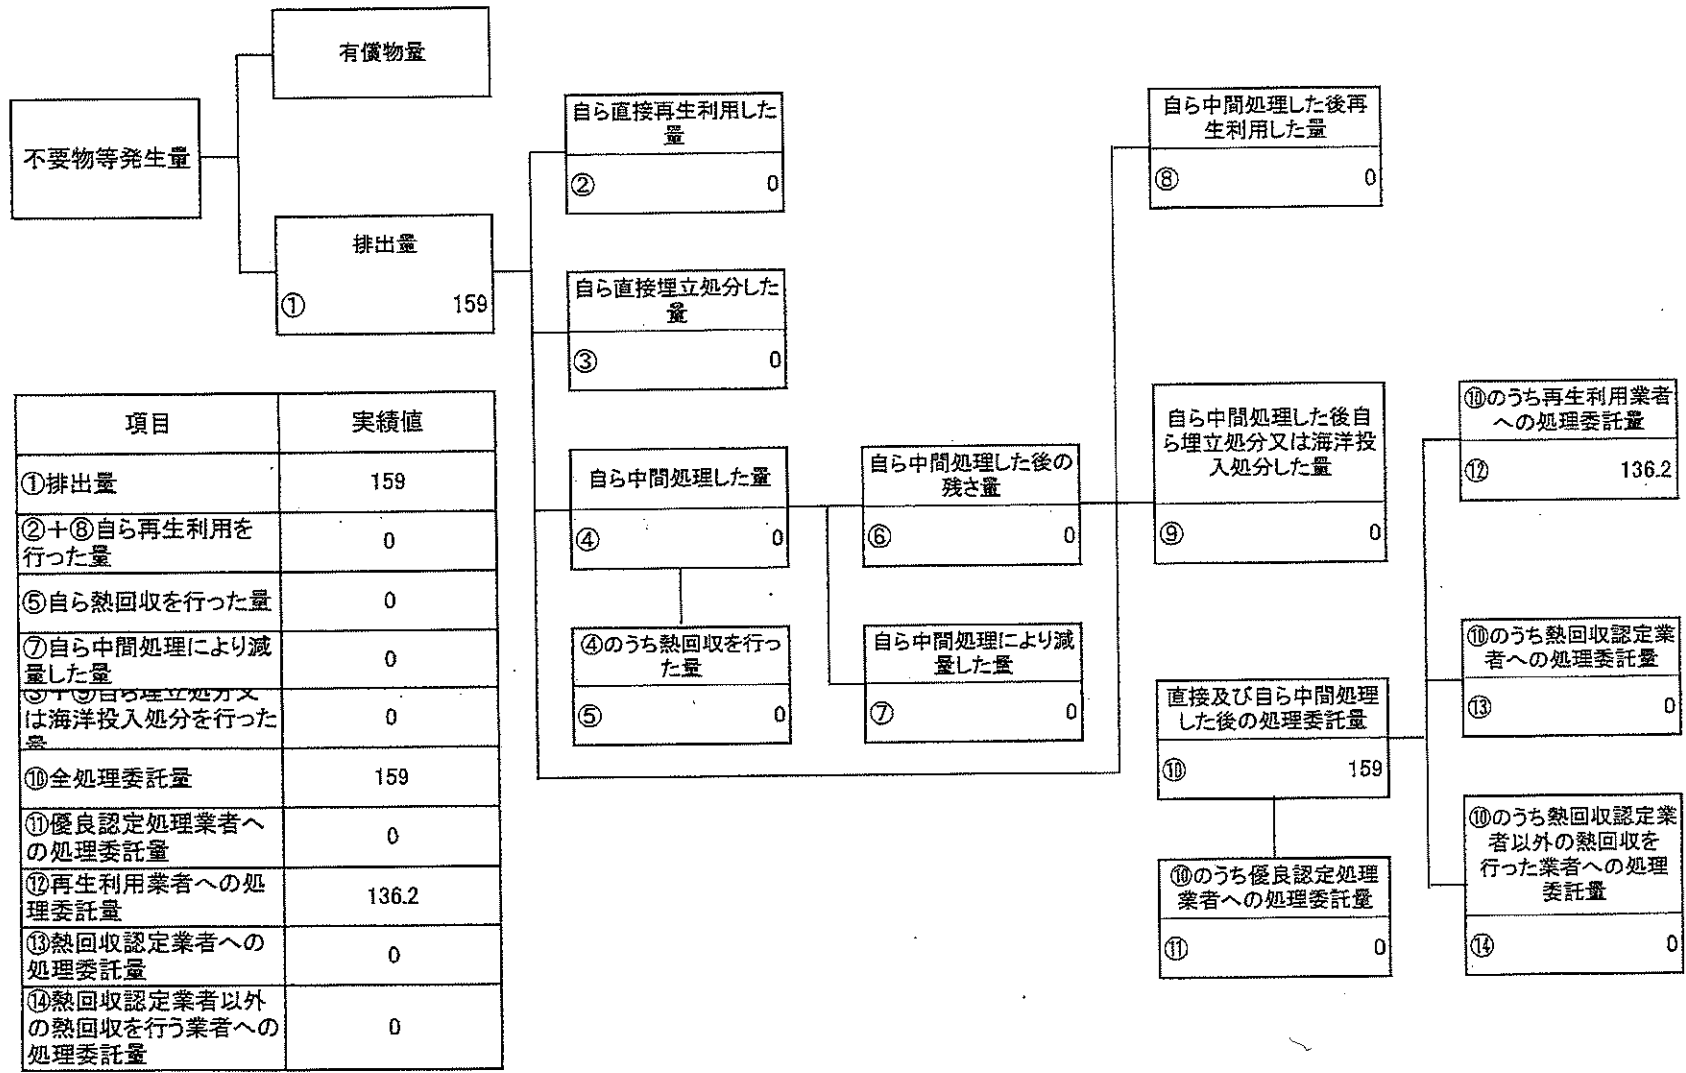 有償物量
不要物等発生量
排出量
① 159
自ら直接再生利用した
量
② 0
自ら直接埋立処分した
量
③ 0
自ら中間処理した量
④ 0
④のうち熱回収を行っ
た量
⑤ 0
自ら中間処理した後の
残さ量
⑥ 0
自ら中間処理により減
量した量
⑦ 0
自ら中間処理した後再
生利用した量
⑧ 0
自ら中間処理した後自
ら埋立処分又は海洋投
入処分した量
⑨ 0
直接及び自ら中間処理
した後の処理委託量
⑩ 159
⑩のうち優良認定処理
業者への処理委託量
⑪ 0
⑩のうち再生利用業者
への処理委託量
⑫ 136.2
⑩のうち熱回収認定業
者への処理委託量
⑬ 0
⑩のうち熱回収認定業
者以外の熱回収を
行った業者への処理
委託量
⑭ 0
項目 実績値
①排出量 159
②+⑧自ら再生利用を
行った量 0
⑤自ら熱回収を行った量 0
⑦自ら中間処理により減
量した量 0
③+⑨自ら埋立処分又
は海洋投入処分を行った
量 0
⑩全処理委託量 159
⑪優良認定処理業者へ
の処理委託量 0
⑫再生利用業者への処
理委託量 136.2
⑬熱回収認定業者への
処理委託量 0
⑭熱回収認定業者以外
の熱回収を行う業者への
処理委託量 0